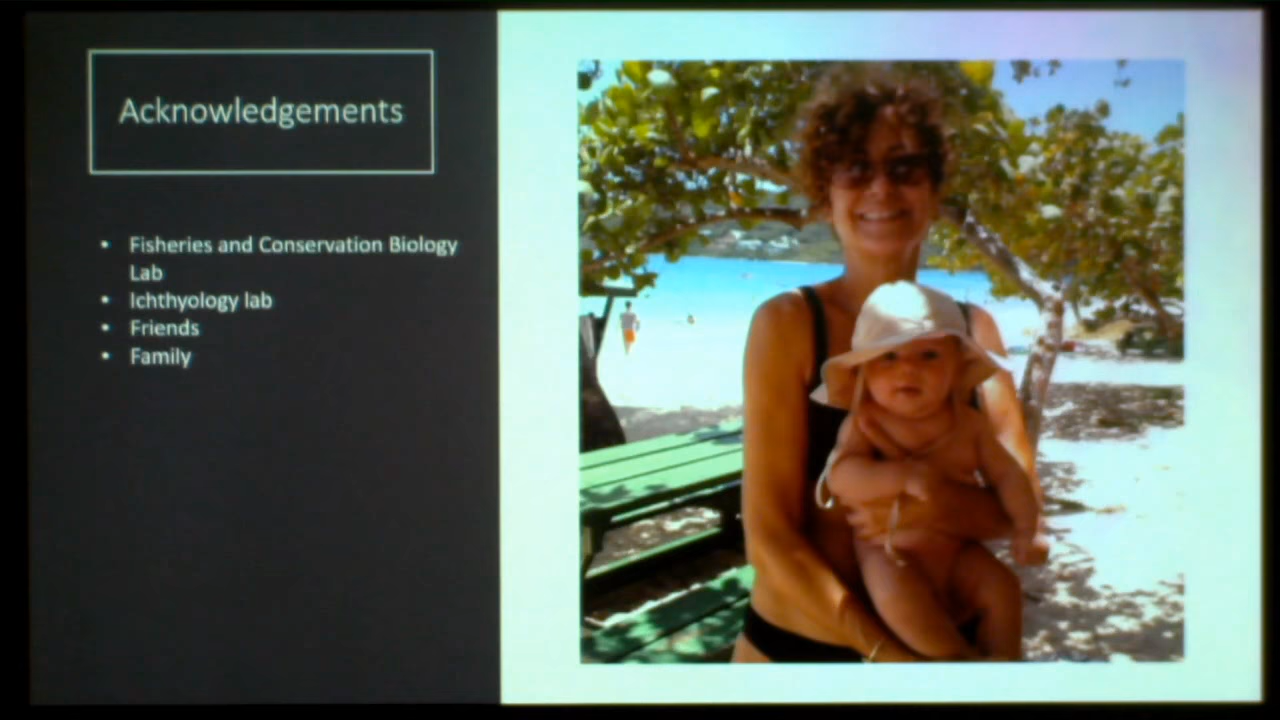 Acknowledgements
• Fisheries and Conservation Biology
Lab
• Ichthyology lab
• Friends
• Family